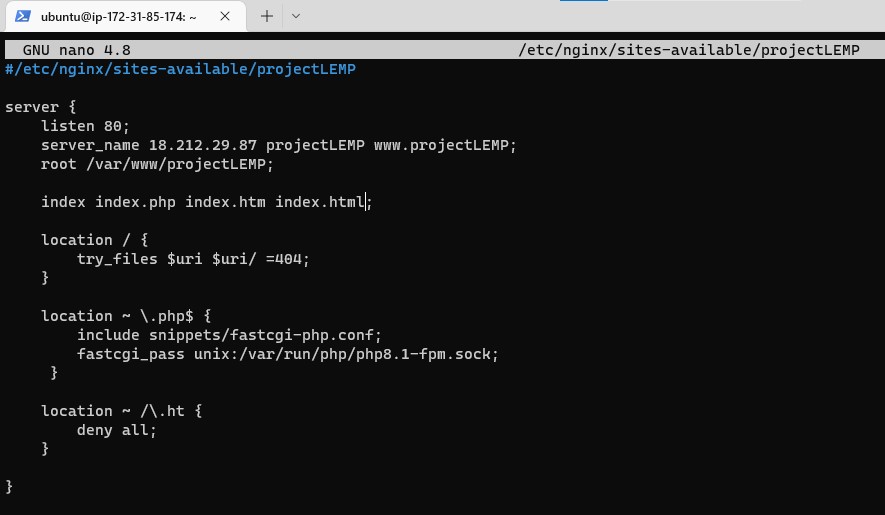 ubuntu@ip-172-31-85-174: ~
GNU nano 4.8 /etc/nginx/sites-available/projectLEMP
#/etc/nginx/sites-available/projectLEMP
server {
    listen 80;
    server_name 18.212.29.87 projectLEMP www.projectLEMP;
    root /var/www/projectLEMP;
    index index.php index.htm index.html;
    location / {
        try_files $uri $uri/ =404;
    }
    location ~ \.php$ {
        include snippets/fastcgi-php.conf;
        fastcgi_pass unix:/var/run/php/php8.1-fpm.sock;
     }
    location ~ /\.ht {
        deny all;
    }
}